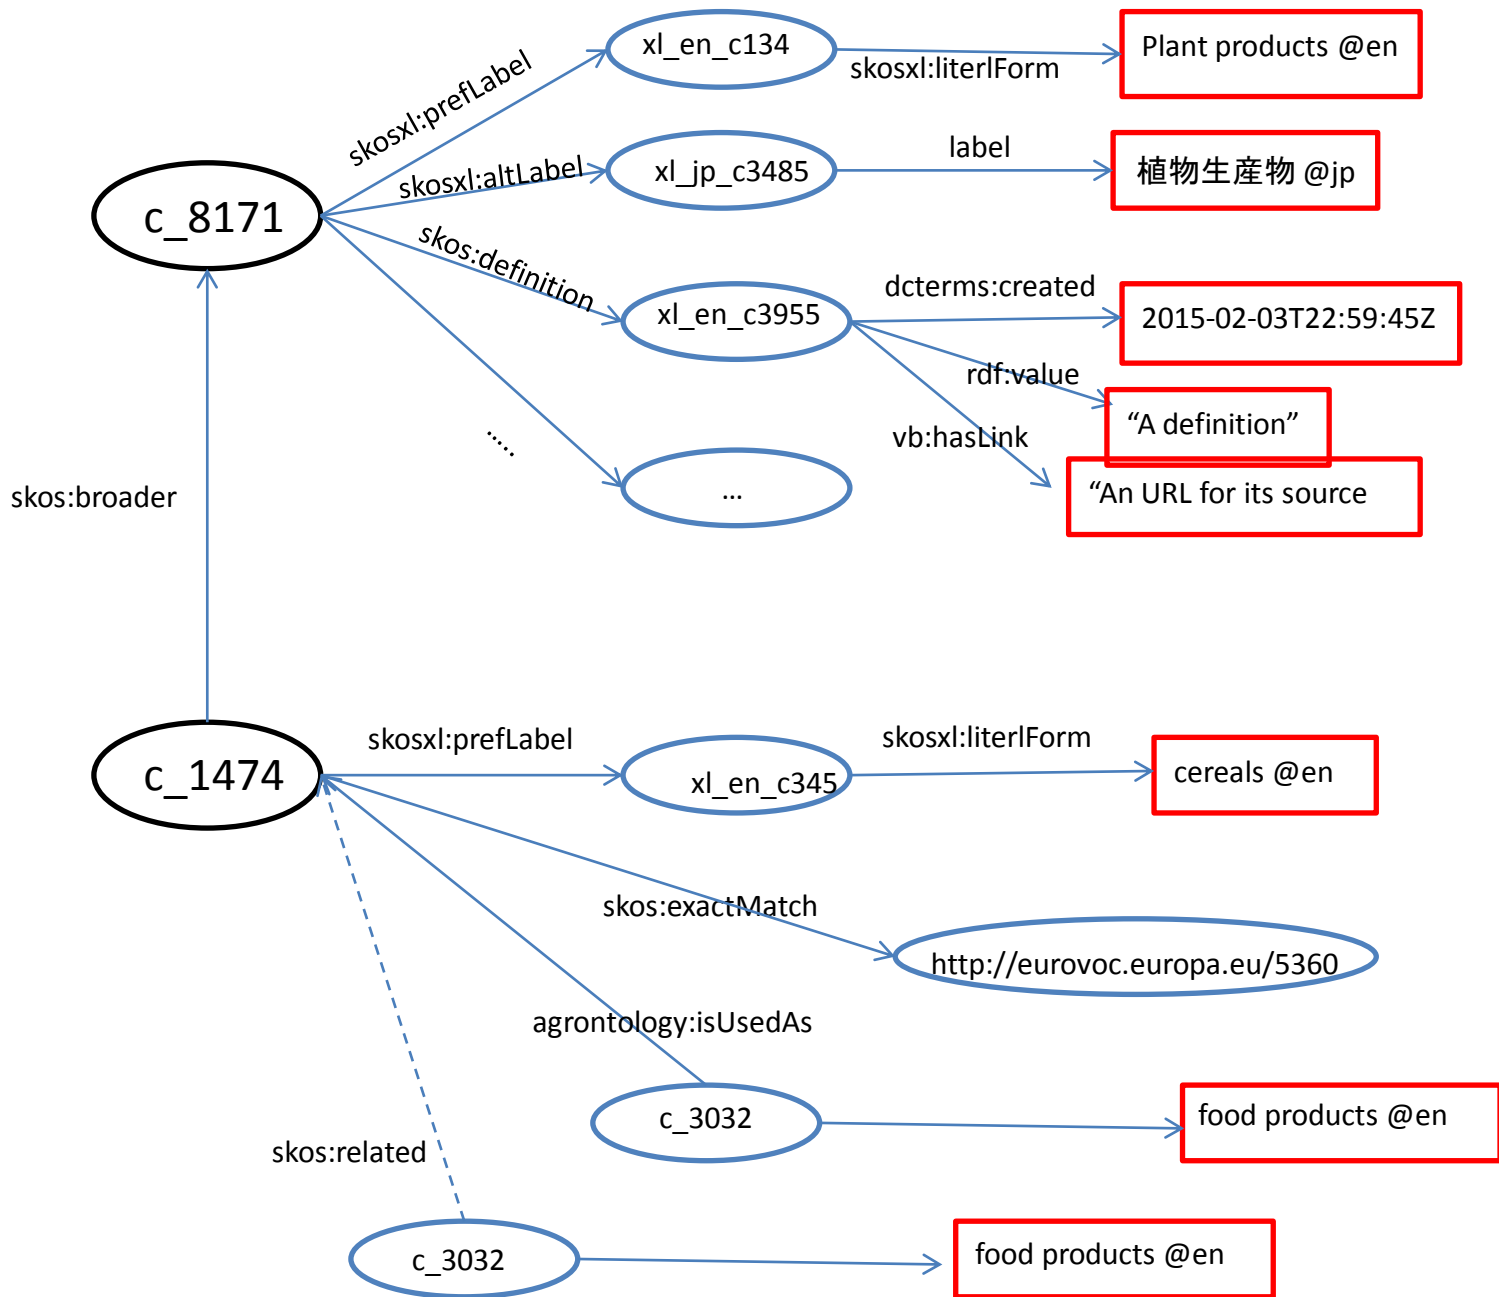 xl_en_c134
Plant products @en
skosxl:literlForm
skosxl:prefLabel
label
skosxl:altLabel
xl_jp_c3485
植物生産物 @jp
c_8171
skos:definition
dcterms:created
xl_en_c3955
2015-02-03T22:59:45Z
rdf:value
“A definition”
vb:hasLink
.....
...
“An URL for its source
skos:broader
skosxl:prefLabel
skosxl:literlForm
c_1474
xl_en_c345
cereals @en
skos:exactMatch
http://eurovoc.europa.eu/5360
agrontology:isUsedAs
c_3032
food products @en
skos:related
c_3032
food products @en